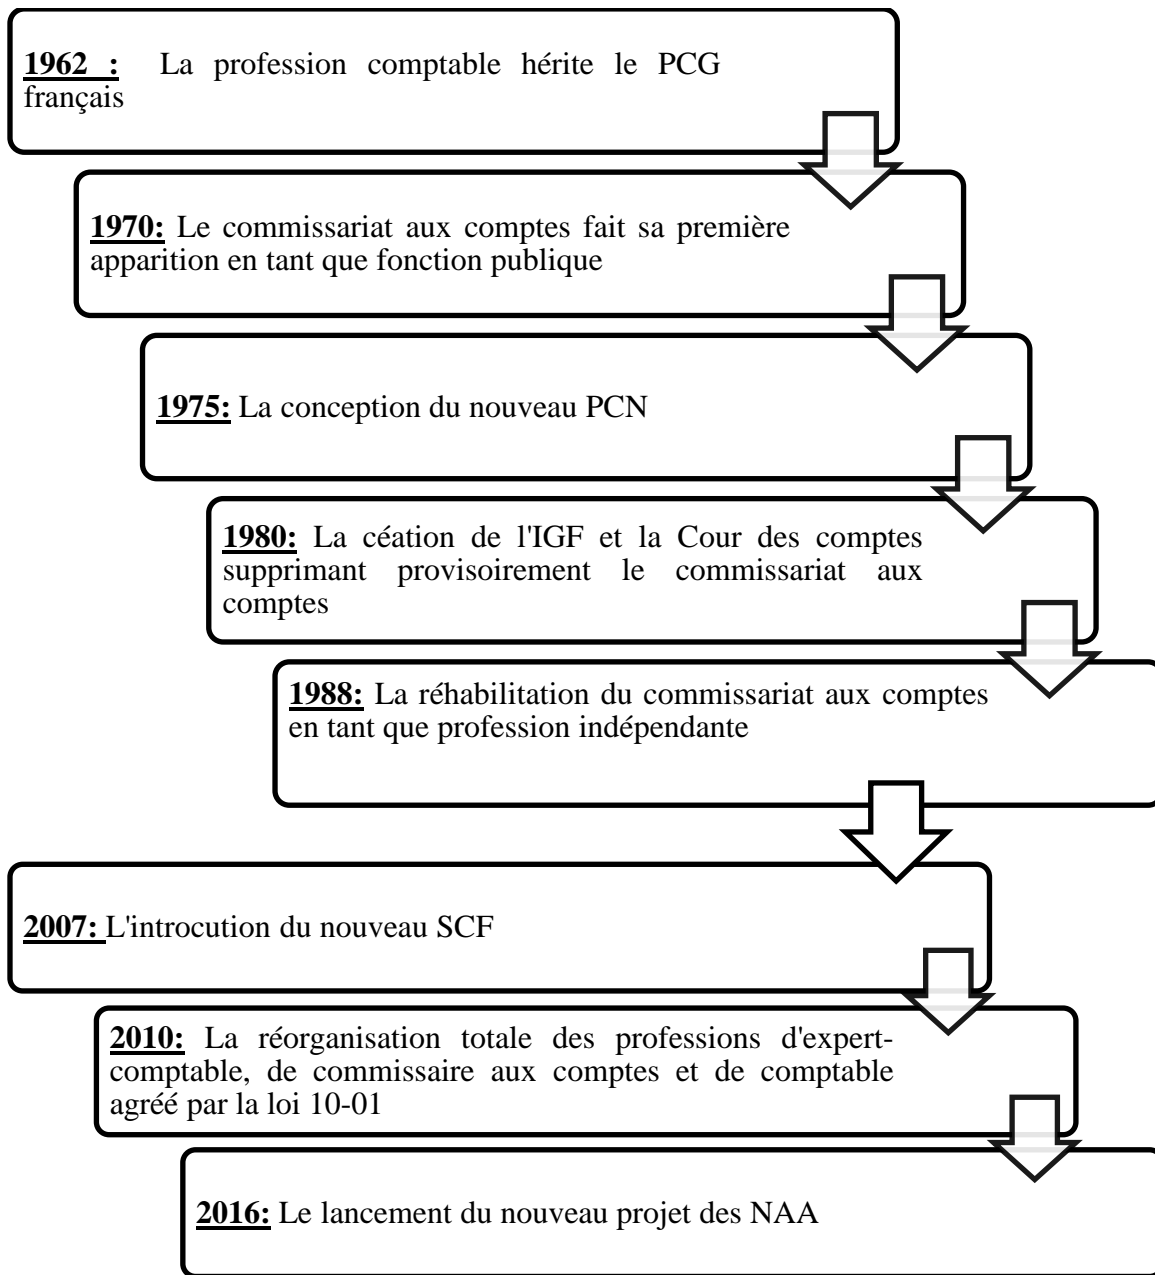 1962 : La profession comptable hérite le PCG
français
1970: Le commissariat aux comptes fait sa première
apparition en tant que fonction publique
1975: La conception du nouveau PCN
1980: La céation de l'IGF et la Cour des comptes
supprimant provisoirement le commissariat aux
comptes
1988: La réhabilitation du commissariat aux comptes
en tant que profession indépendante
2007: L'introcution du nouveau SCF
2010: La réorganisation totale des professions d'expert-
comptable, de commissaire aux comptes et de comptable
agréé par la loi 10-01
2016: Le lancement du nouveau projet des NAA